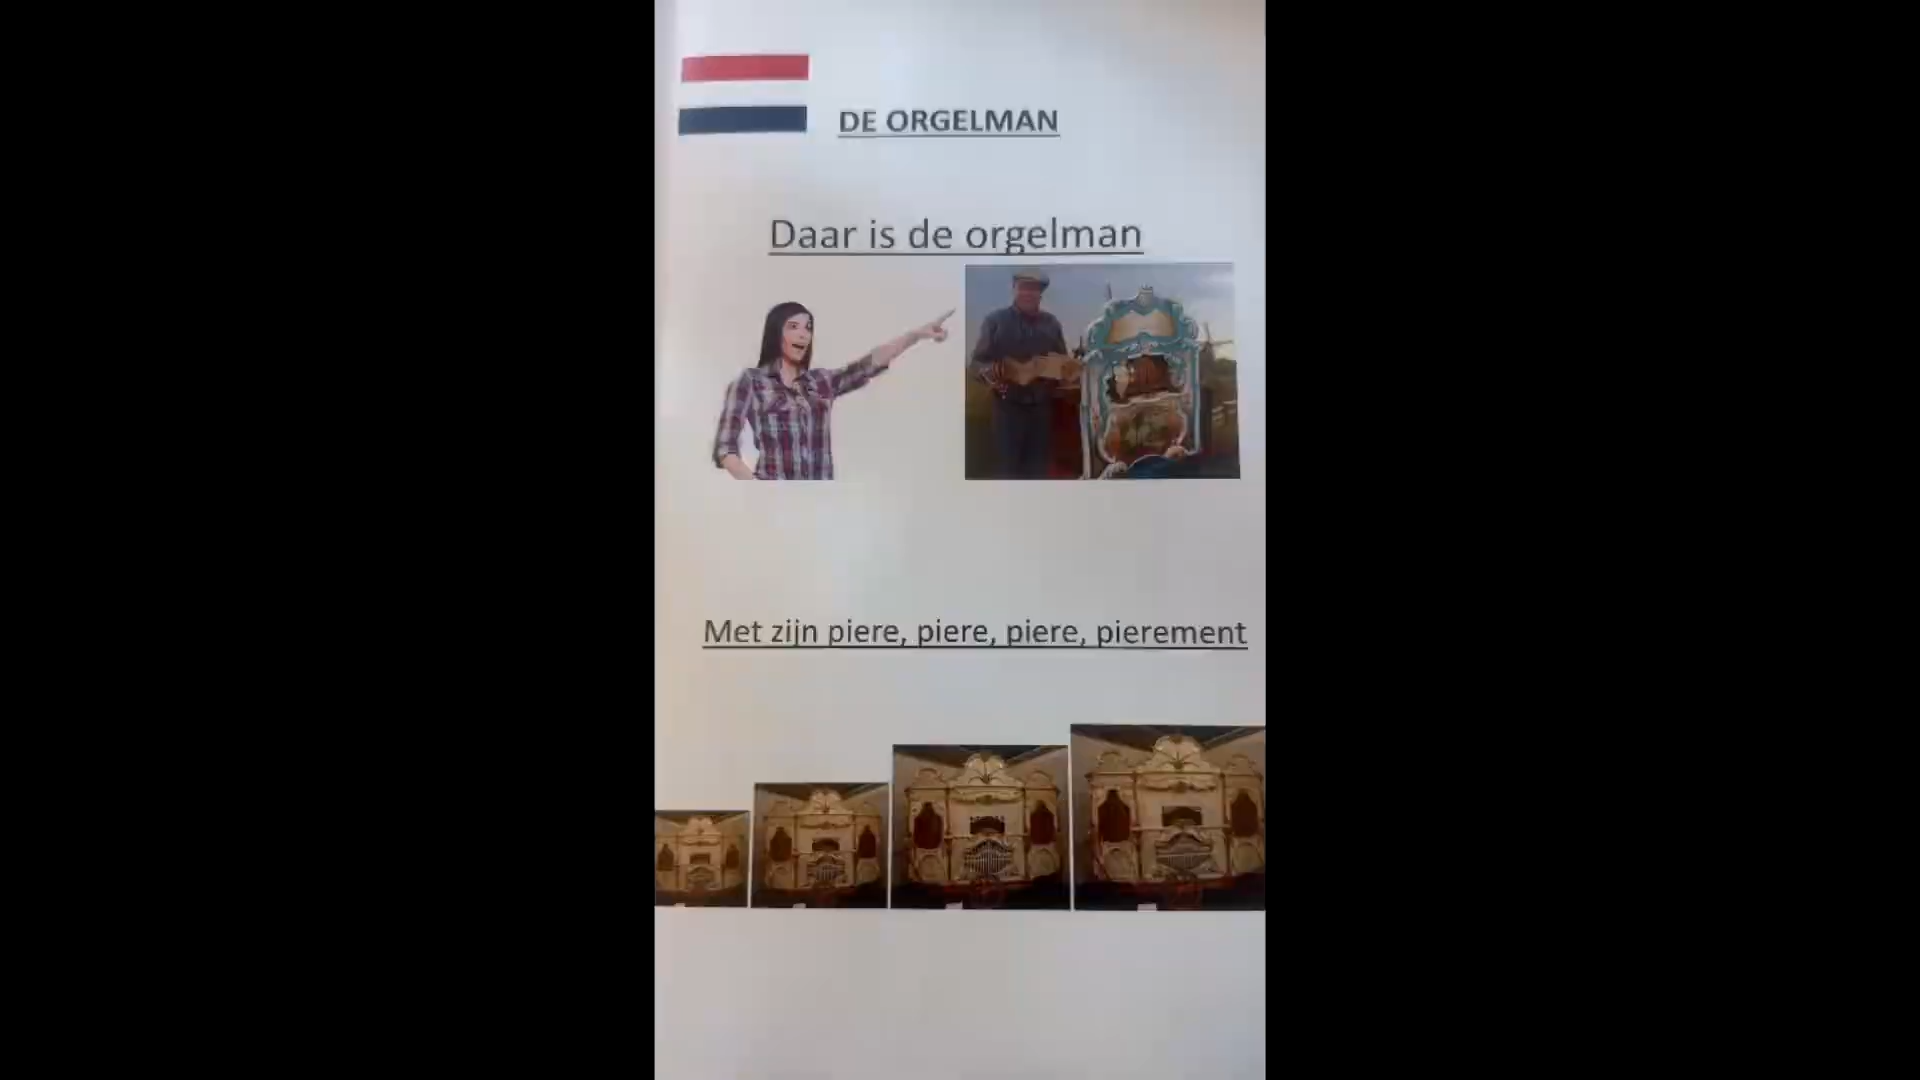 DE ORGELMAN
Daar is de orgelman
Met zijn piere, piere, piere, pierement